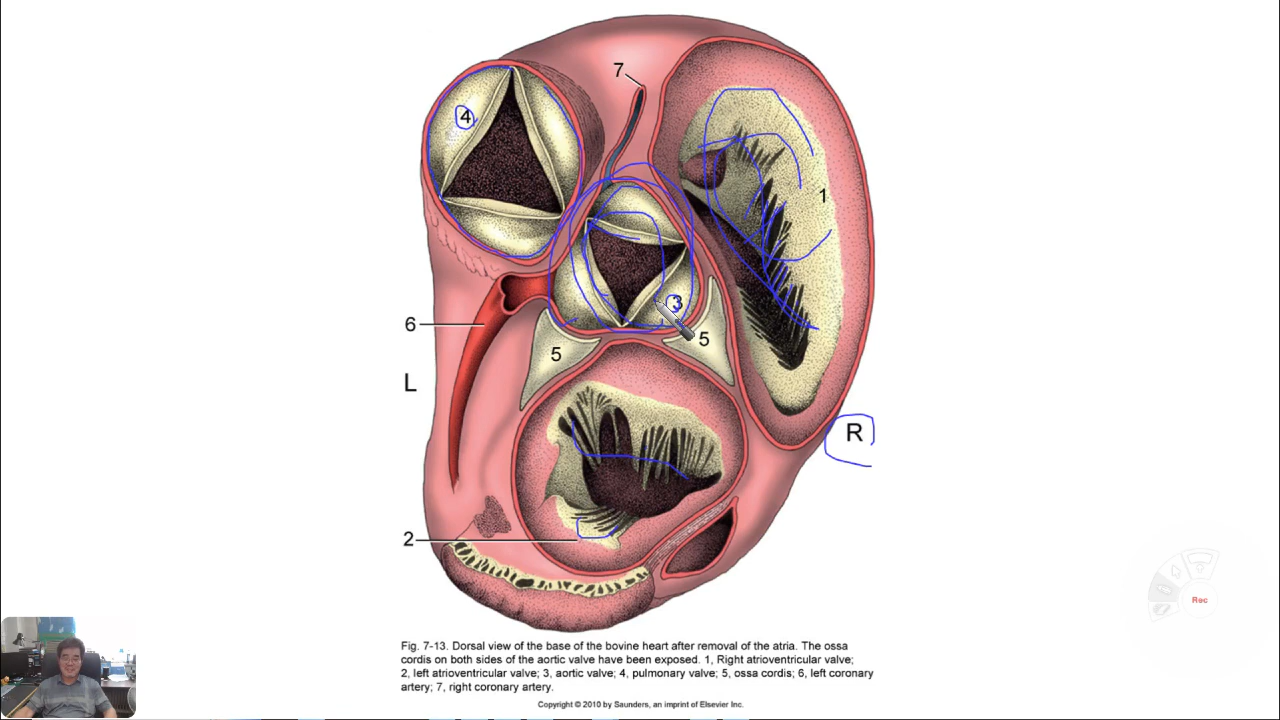 7
4
1
3
6
5
5
L
R
2
Rec
Fig. 7-13. Dorsal view of the base of the bovine heart after removal of the atria. The ossa
cordis on both sides of the aortic valve have been exposed. 1, Right atrioventricular valve;
2, left atrioventricular valve; 3, aortic valve; 4, pulmonary valve; 5, ossa cordis; 6, left coronary
artery; 7, right coronary artery.
Copyright © 2010 by Saunders, an imprint of Elsevier Inc.